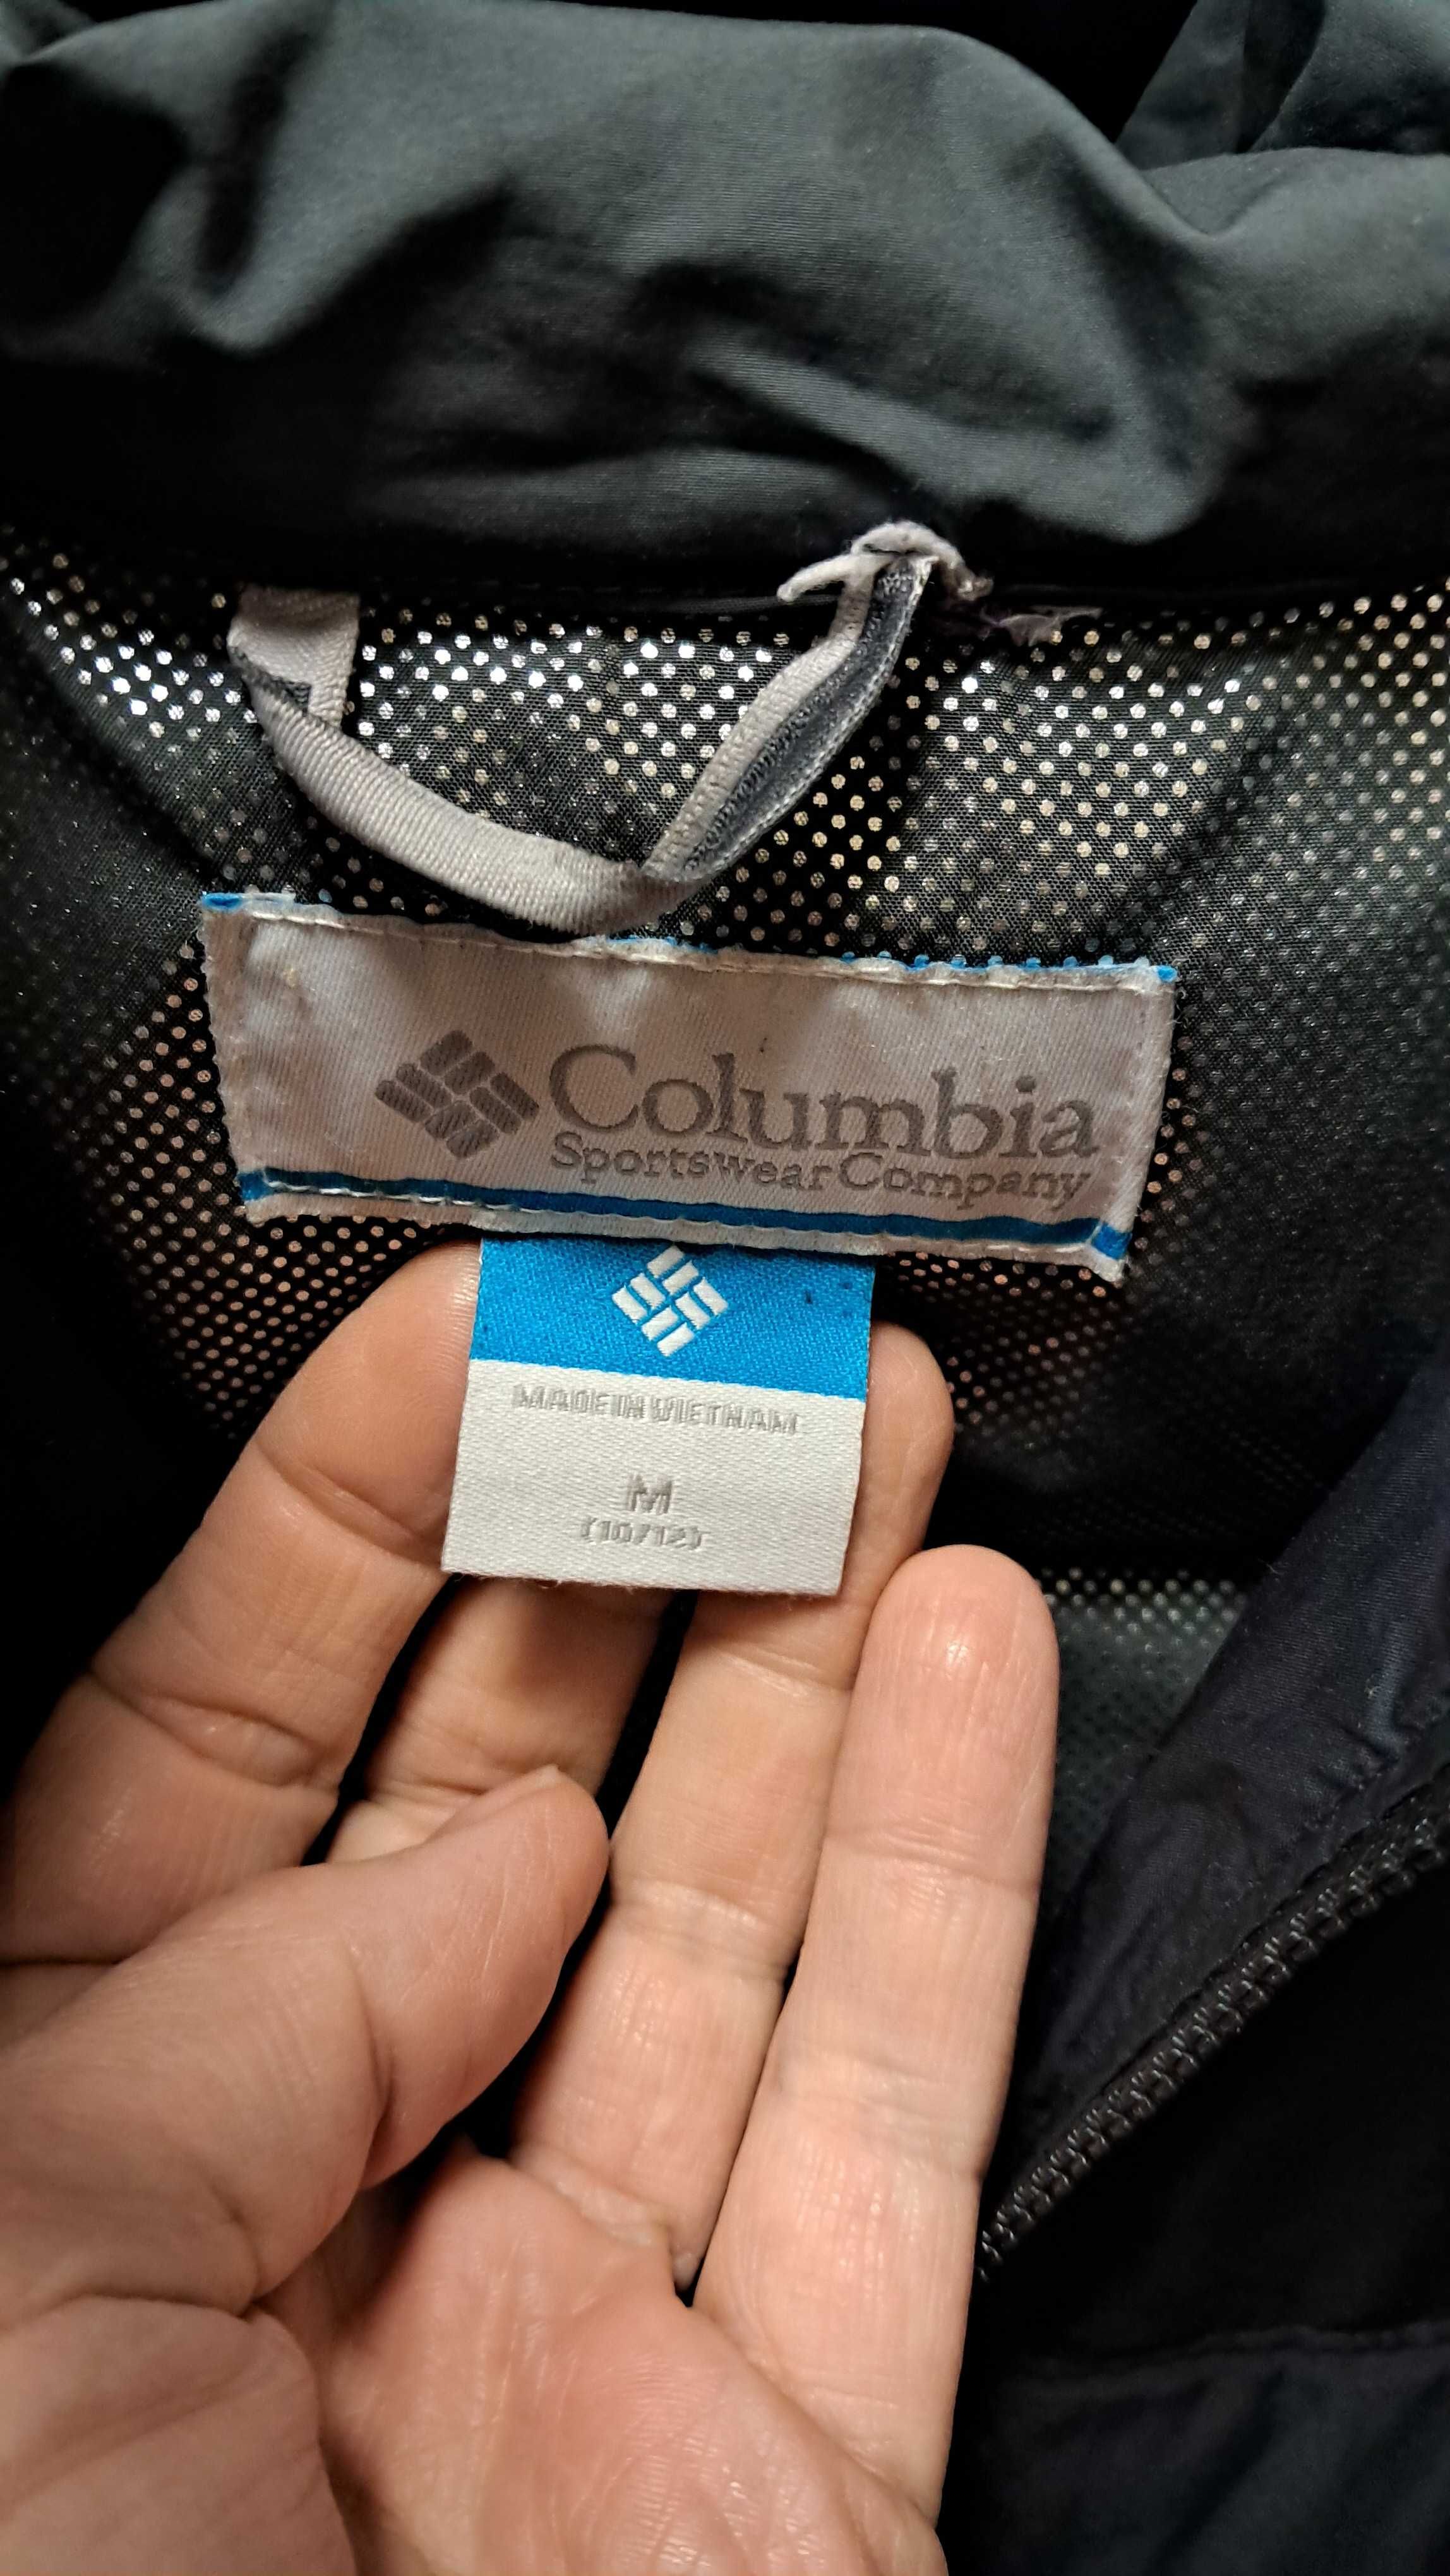 Columbia
Sportswear Company
MADE IN VIETNAM
M
(10/12)